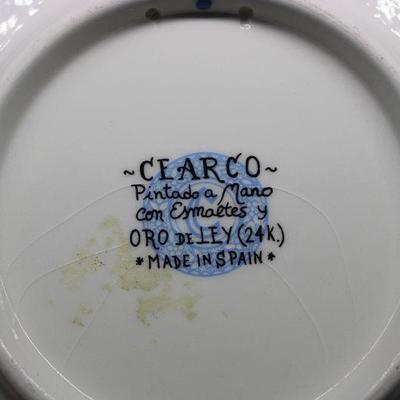 ~CEARCO~
Pintado a Mano
con Esmaltes y
ORO DE LEY (24K.)
* MADE IN SPAIN *